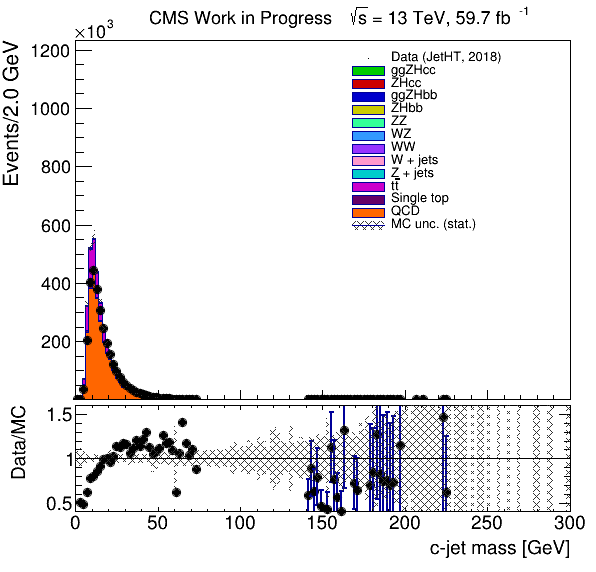 CMS Work in Progress √s = 13 TeV, 59.7 fb⁻¹
×10³
Events/2.0 GeV
1200
1000
800
600
400
200
Data (JetHT, 2018)
ggZHcc
ZHcc
ggZHbb
ZHbb
ZZ
WZ
WW
W + jets
Z + jets
tt̅
Single top
QCD
MC unc. (stat.)
Data/MC
1.5
1
0.5
0 50 100 150 200 250 300
c-jet mass [GeV]